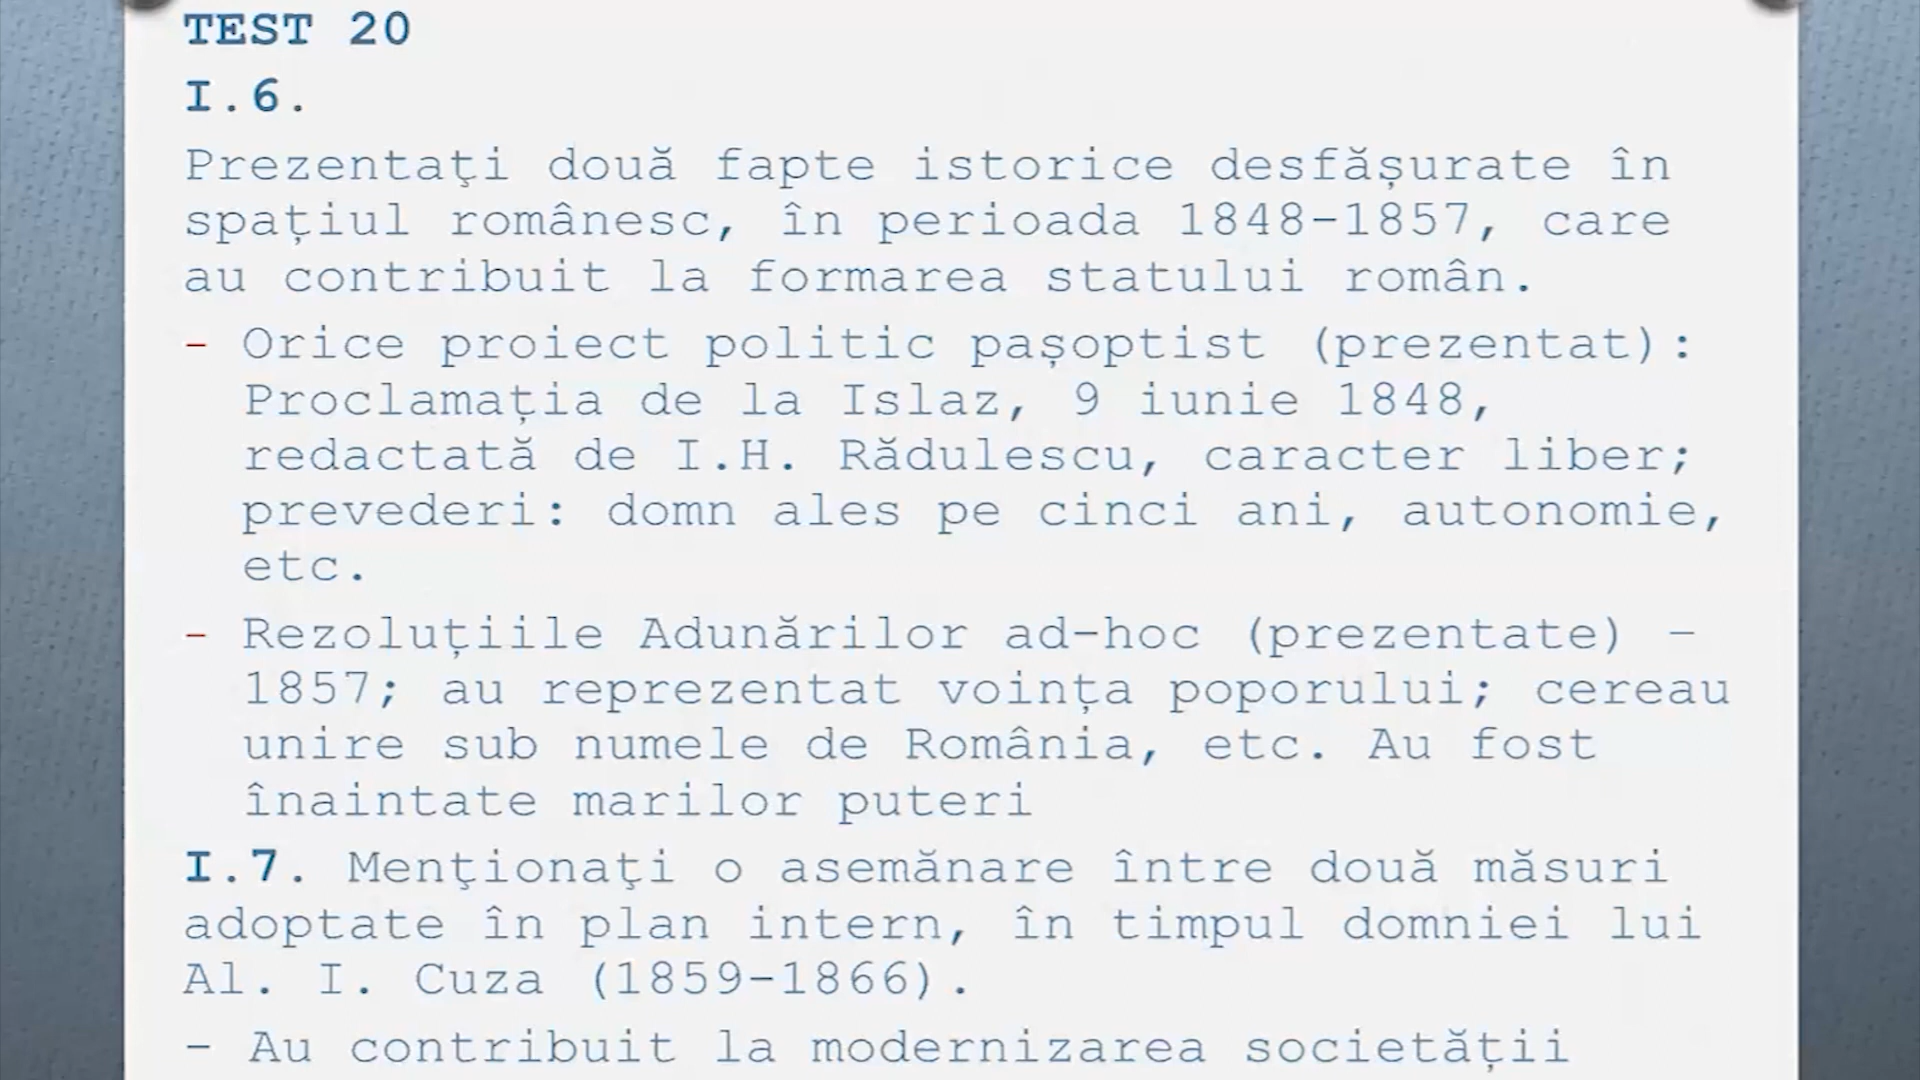 TEST 20
I.6.
Prezentaţi două fapte istorice desfășurate în
spațiul românesc, în perioada 1848-1857, care
au contribuit la formarea statului român.
- Orice proiect politic pașoptist (prezentat):
Proclamația de la Islaz, 9 iunie 1848,
redactată de I.H. Rădulescu, caracter liber;
prevederi: domn ales pe cinci ani, autonomie,
etc.
- Rezoluțiile Adunărilor ad-hoc (prezentate) –
1857; au reprezentat voința poporului; cereau
unire sub numele de România, etc. Au fost
înaintate marilor puteri
I.7. Menţionaţi o asemănare între două măsuri
adoptate în plan intern, în timpul domniei lui
Al. I. Cuza (1859-1866).
- Au contribuit la modernizarea societății